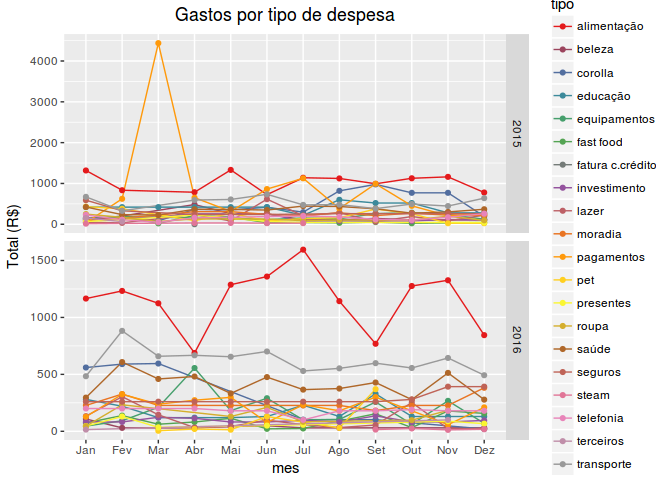 Gastos por tipo de despesa
Total (R$)
4000
3000
2000
1000
0
2015
1500
1000
500
0
2016
Jan Fev Mar Abr Mai Jun Jul Ago Set Out Nov Dez
mes
tipo
alimentação
beleza
corolla
educação
equipamentos
fast food
fatura c.crédito
investimento
lazer
moradia
pagamentos
pet
presentes
roupa
saúde
seguros
steam
telefonia
terceiros
transporte